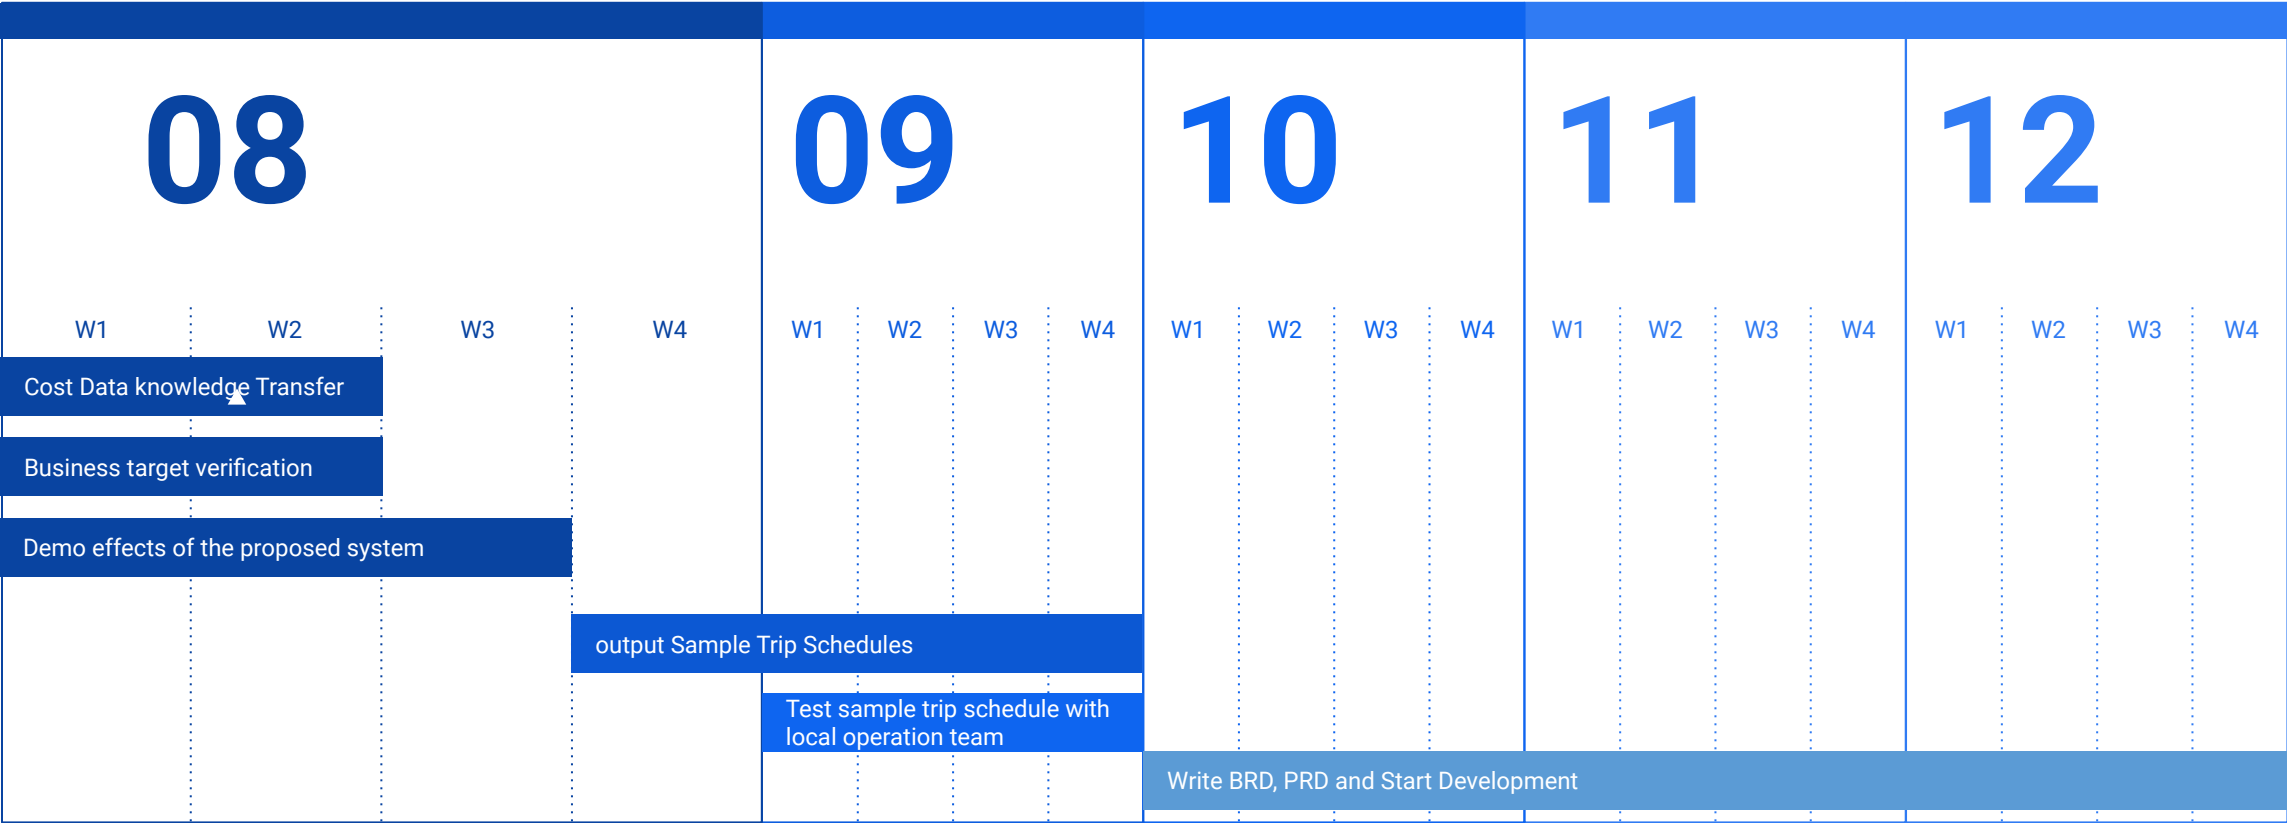 08 09 10 11 12
W1 W2 W3 W4 W1 W2 W3 W4 W1 W2 W3 W4 W1 W2 W3 W4 W1 W2 W3 W4
Cost Data knowledge Transfer
Business target verification
Demo effects of the proposed system
output Sample Trip Schedules
Test sample trip schedule with
local operation team
Write BRD, PRD and Start Development